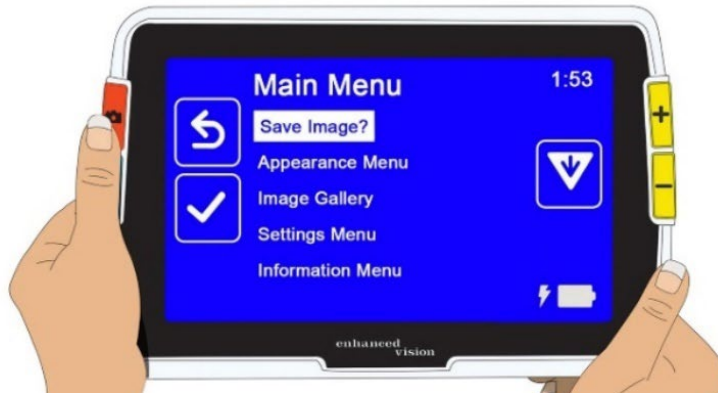 Main Menu
1:53
Save Image?
Appearance Menu
Image Gallery
Settings Menu
Information Menu
+
−
enhanced
vision